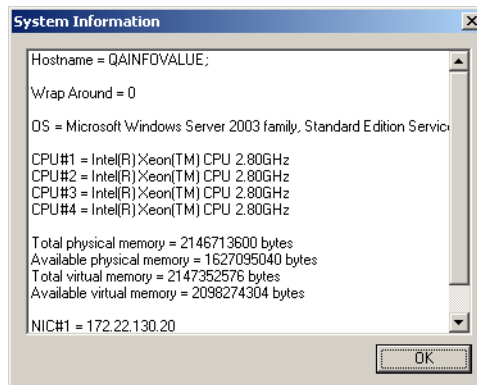 System Information
Hostname = QAINFOVALUE;
Wrap Around = 0
OS = Microsoft Windows Server 2003 family, Standard Edition Service
CPU#1 = Intel(R) Xeon(TM) CPU 2.80GHz
CPU#2 = Intel(R) Xeon(TM) CPU 2.80GHz
CPU#3 = Intel(R) Xeon(TM) CPU 2.80GHz
CPU#4 = Intel(R) Xeon(TM) CPU 2.80GHz
Total physical memory = 2146713600 bytes
Available physical memory = 1627095040 bytes
Total virtual memory = 2147352576 bytes
Available virtual memory = 2098274304 bytes
NIC#1 = 172.22.130.20
OK